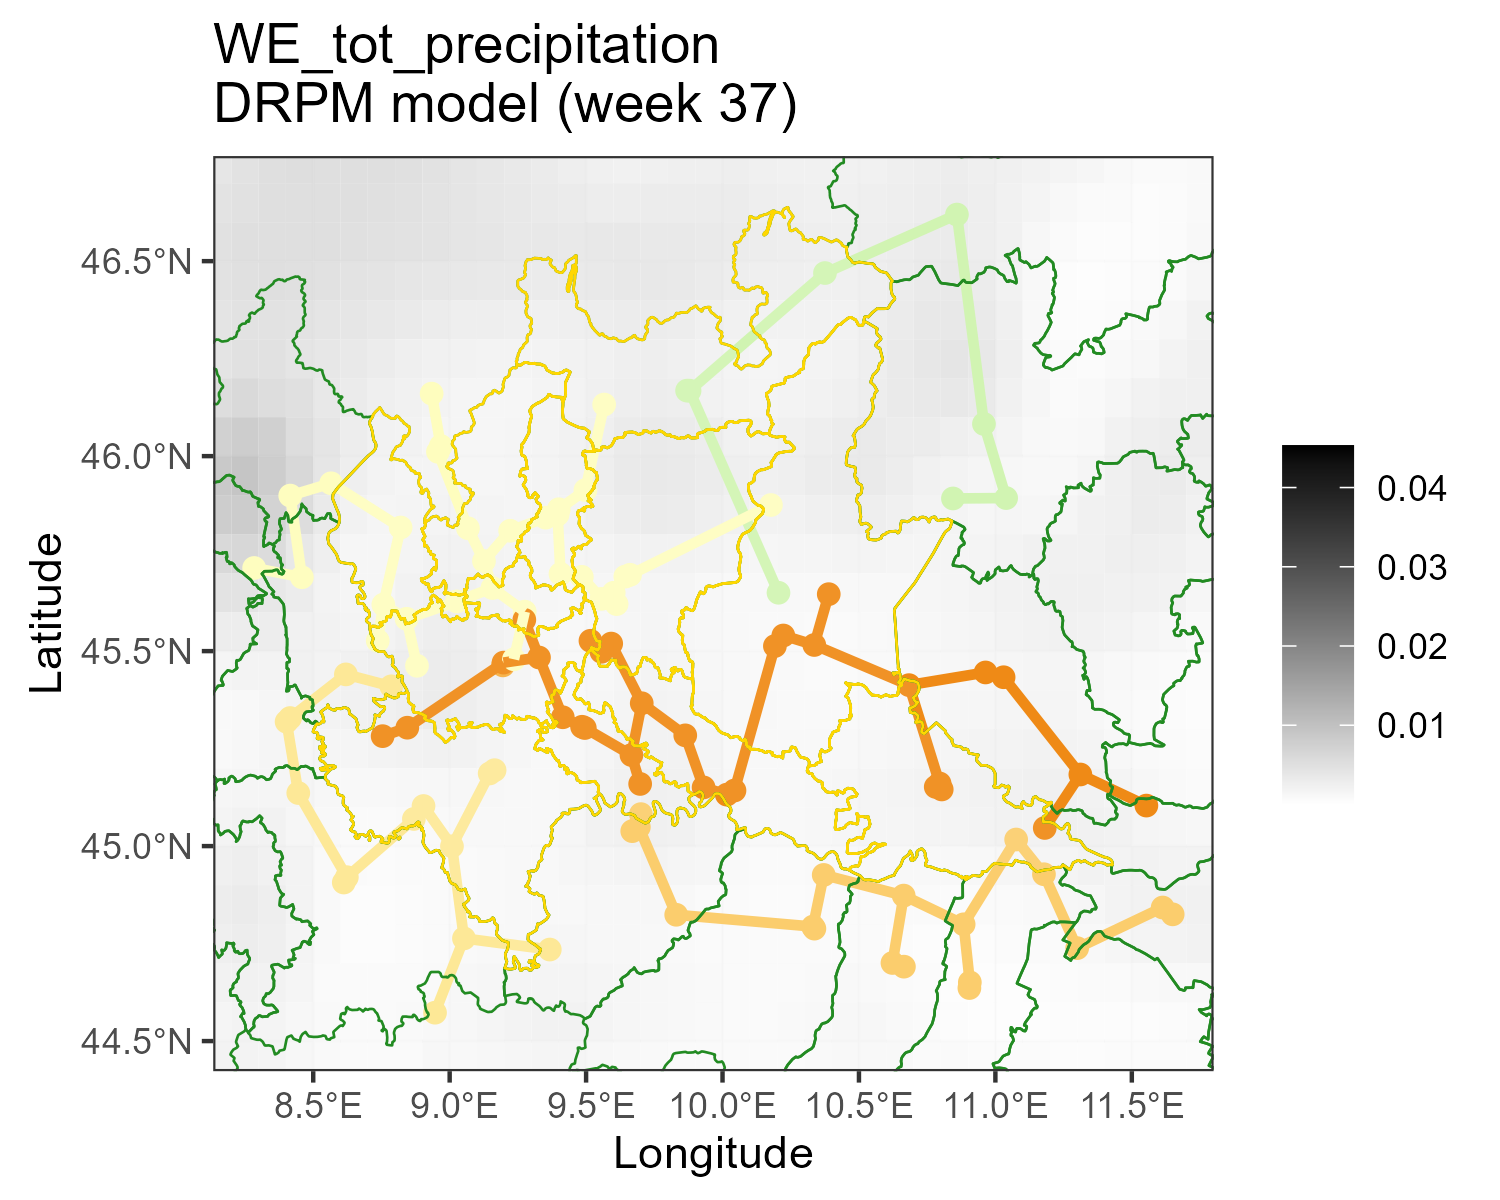 WE_tot_precipitation
DRPM model (week 37)
46.5°N
46.0°N
45.5°N
45.0°N
44.5°N
Latitude
8.5°E
9.0°E
9.5°E
10.0°E
10.5°E
11.0°E
11.5°E
Longitude
0.04
0.03
0.02
0.01